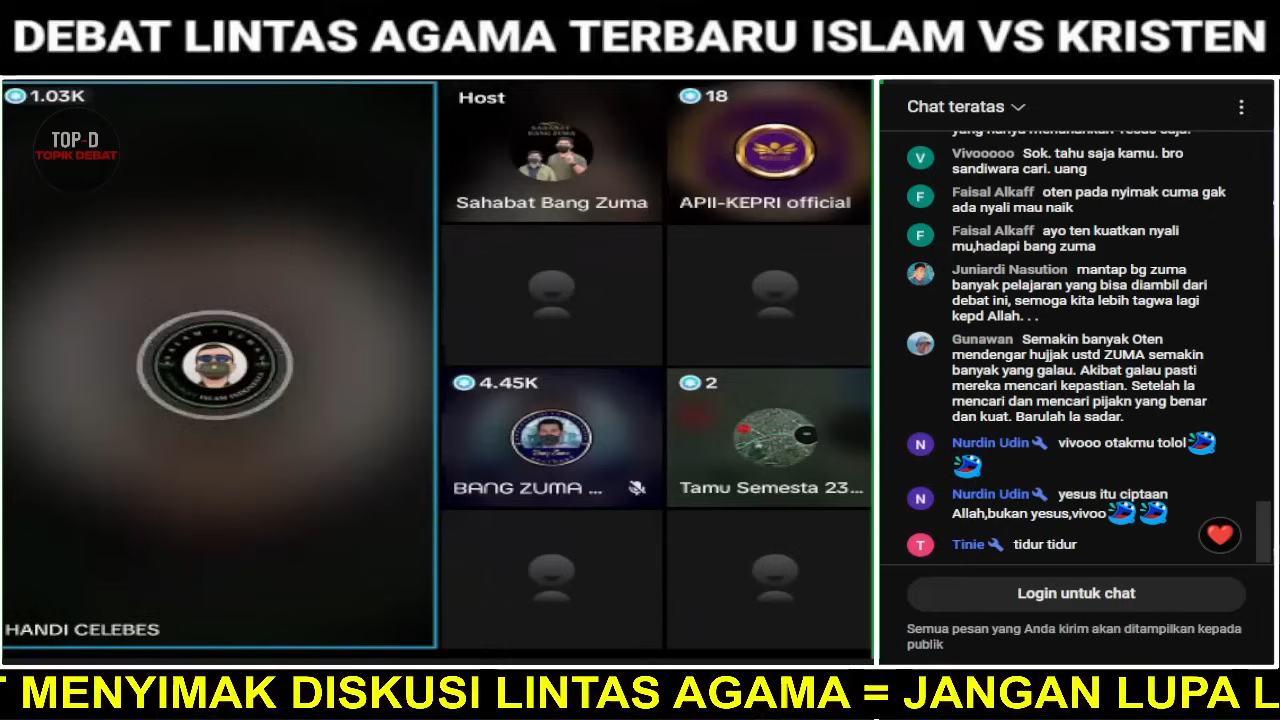 DEBAT LINTAS AGAMA TERBARU ISLAM VS KRISTEN
1.03K
TOP-D
TOPIK DEBAT
HANDI CELEBES
Host
Sahabat Bang Zuma
18
APII-KEPRI official
4.45K
BANG ZUMA ...
2
Tamu Semesta 23...
Chat teratas
Vivooooo Sok. tahu saja kamu. bro
sandiwara cari. uang
Faisal Alkaff oten pada nyimak cuma gak
ada nyali mau naik
Faisal Alkaff ayo ten kuatkan nyali
mu,hadapi bang zuma
Juniardi Nasution mantap bg zuma
banyak pelajaran yang bisa diambil dari
debat ini, semoga kita lebih taqwa lagi
kepd Allah. . .
Gunawan Semakin banyak Oten
mendengar hujjak ustd ZUMA semakin
banyak yang galau. Akibat galau pasti
mereka mencari kepastian. Setelah Ia
mencari dan mencari pijakn yang benar
dan kuat. Barulah Ia sadar.
Nurdin Udin vivooo otakmu tolol
Nurdin Udin yesus itu ciptaan
Allah,bukan yesus,vivoo
Tinie tidur tidur
Login untuk chat
Semua pesan yang Anda kirim akan ditampilkan kepada
publik
T MENYIMAK DISKUSI LINTAS AGAMA = JANGAN LUPA L